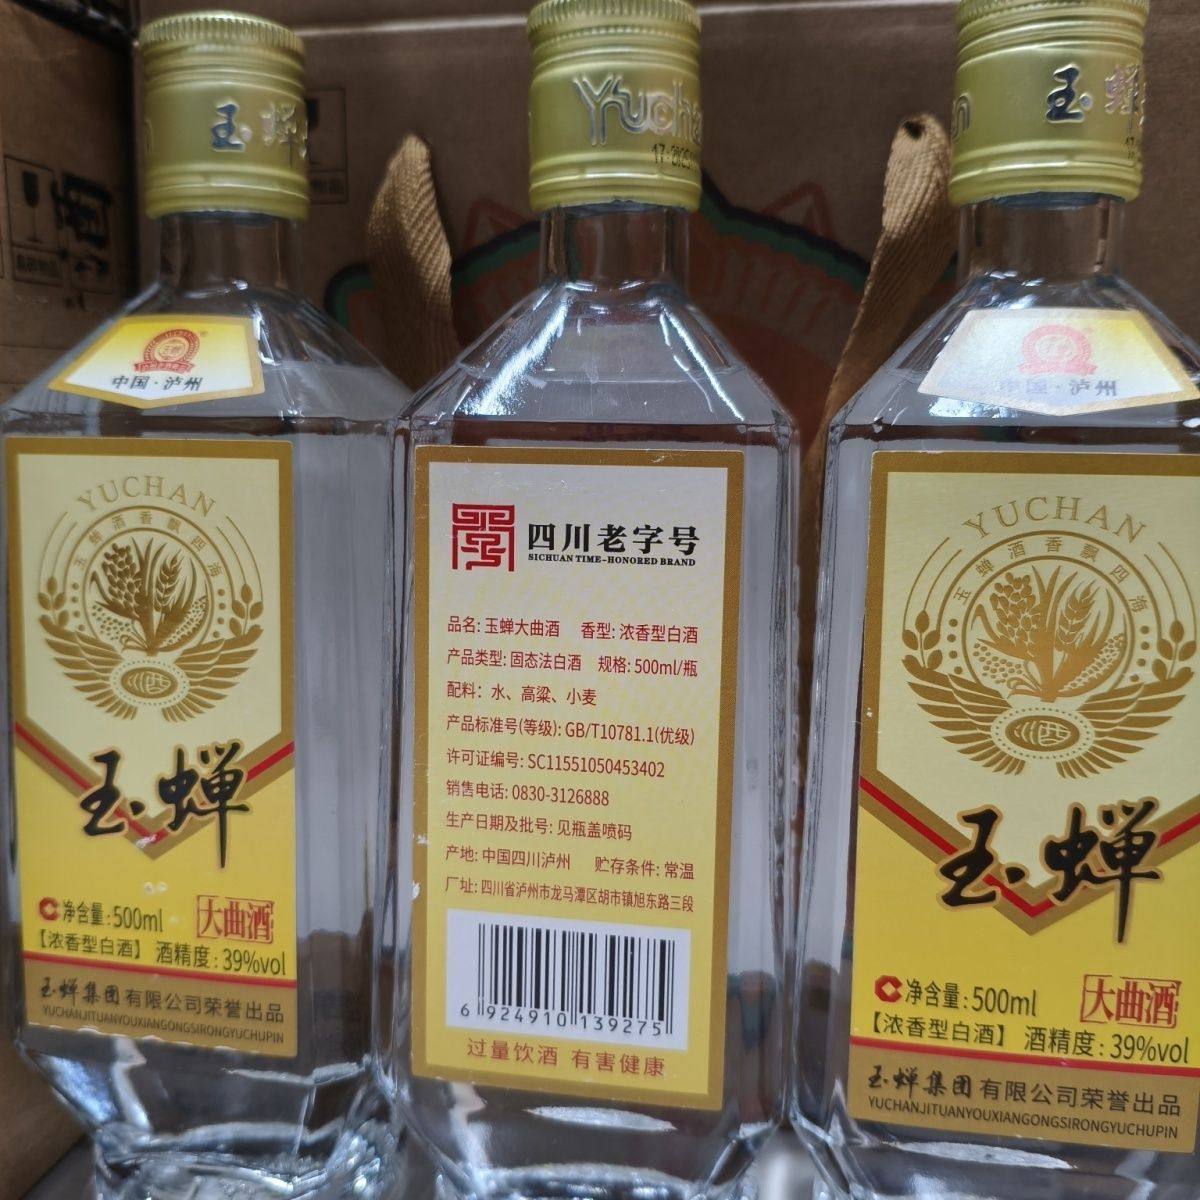 玉蝉
YUCHAN
中国·泸州
YUCHAN
玉蝉酒香飘四海
酒
玉蝉
净含量:500ml
大曲酒
【浓香型白酒】 酒精度:39%vol
玉蝉集团有限公司荣誉出品
YUCHANJITUANYOUXIANGONGSIRONGYUCHUPIN
四川老字号
SICHUAN TIME-HONORED BRAND
品名: 玉蝉大曲酒 香型: 浓香型白酒
产品类型: 固态法白酒 规格: 500ml/瓶
配料: 水、高粱、小麦
产品标准号(等级): GB/T10781.1(优级)
许可证编号: SC11551050453402
销售电话: 0830-3126888
生产日期及批号: 见瓶盖喷码
产地: 中国四川泸州 贮存条件: 常温
厂址: 四川省泸州市龙马潭区胡市镇旭东路三段
6 924910 139275
过量饮酒 有害健康
玉蝉
中国·泸州
YUCHAN
玉蝉酒香飘四海
酒
玉蝉
净含量:500ml
大曲酒
【浓香型白酒】 酒精度:39%vol
玉蝉集团有限公司荣誉出品
YUCHANJITUANYOUXIANGONGSIRONGYUCHUPIN